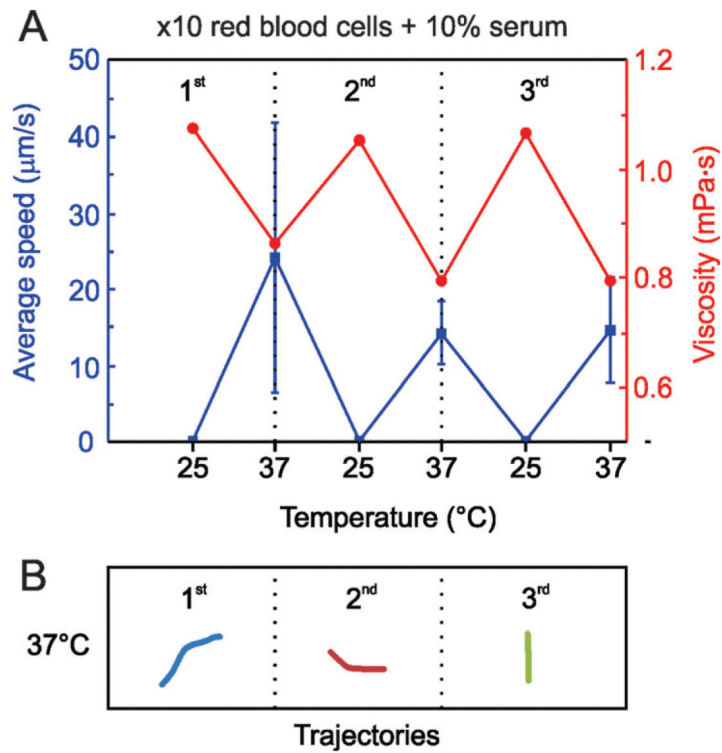 A
x10 red blood cells + 10% serum
50 1.2
1st 2nd 3rd
40
1.0
30
20
0.8
10
0.6
0
Average speed (μm/s)
Viscosity (mPa·s)
25 37 25 37 25 37
Temperature (°C)
B
1st 2nd 3rd
37°C
Trajectories